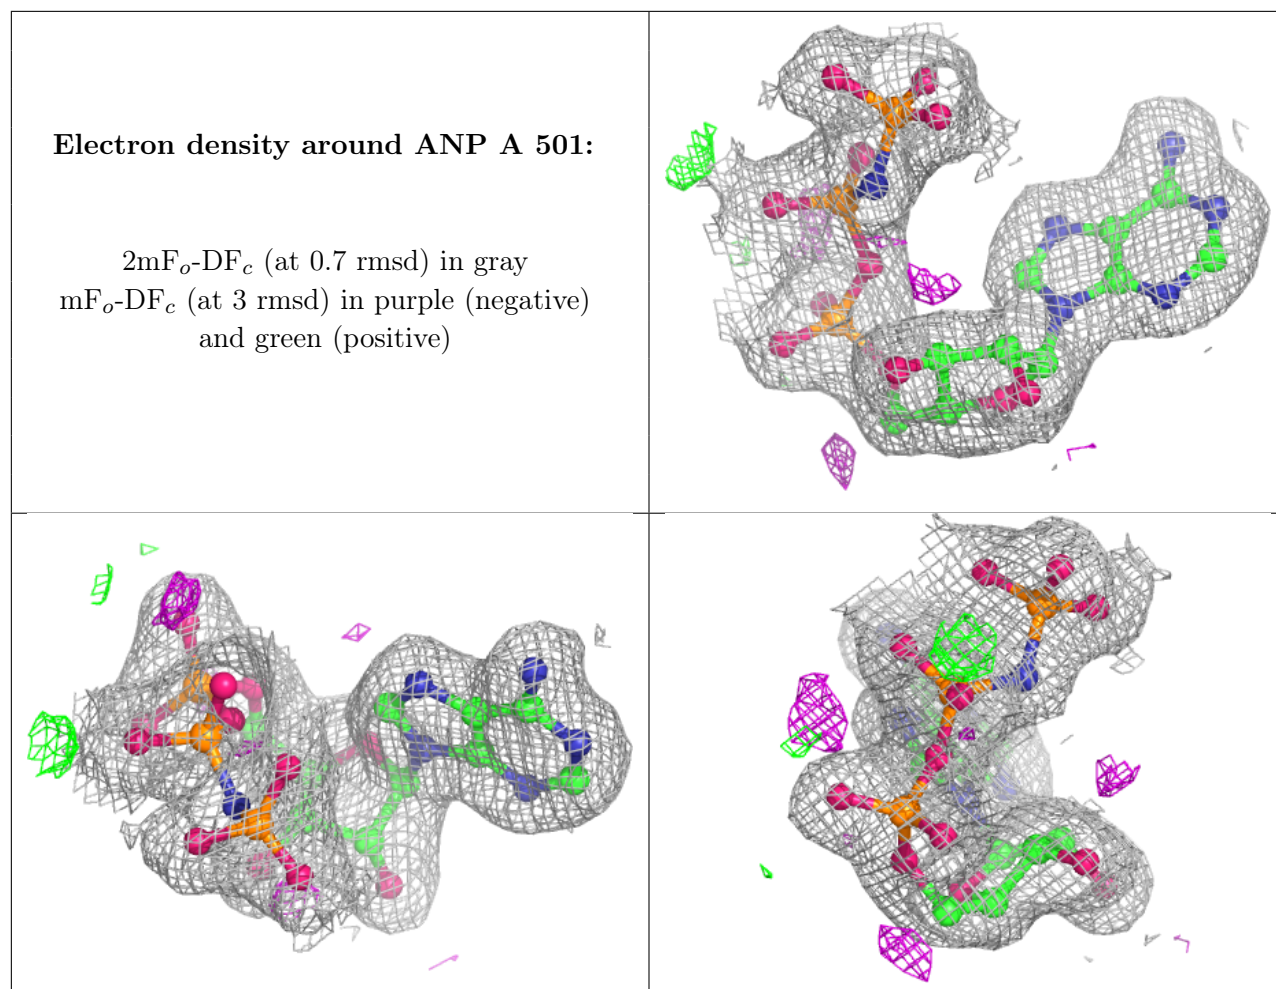 Electron density around ANP A 501:
2mFo-DFc (at 0.7 rmsd) in gray
mFo-DFc (at 3 rmsd) in purple (negative)
and green (positive)